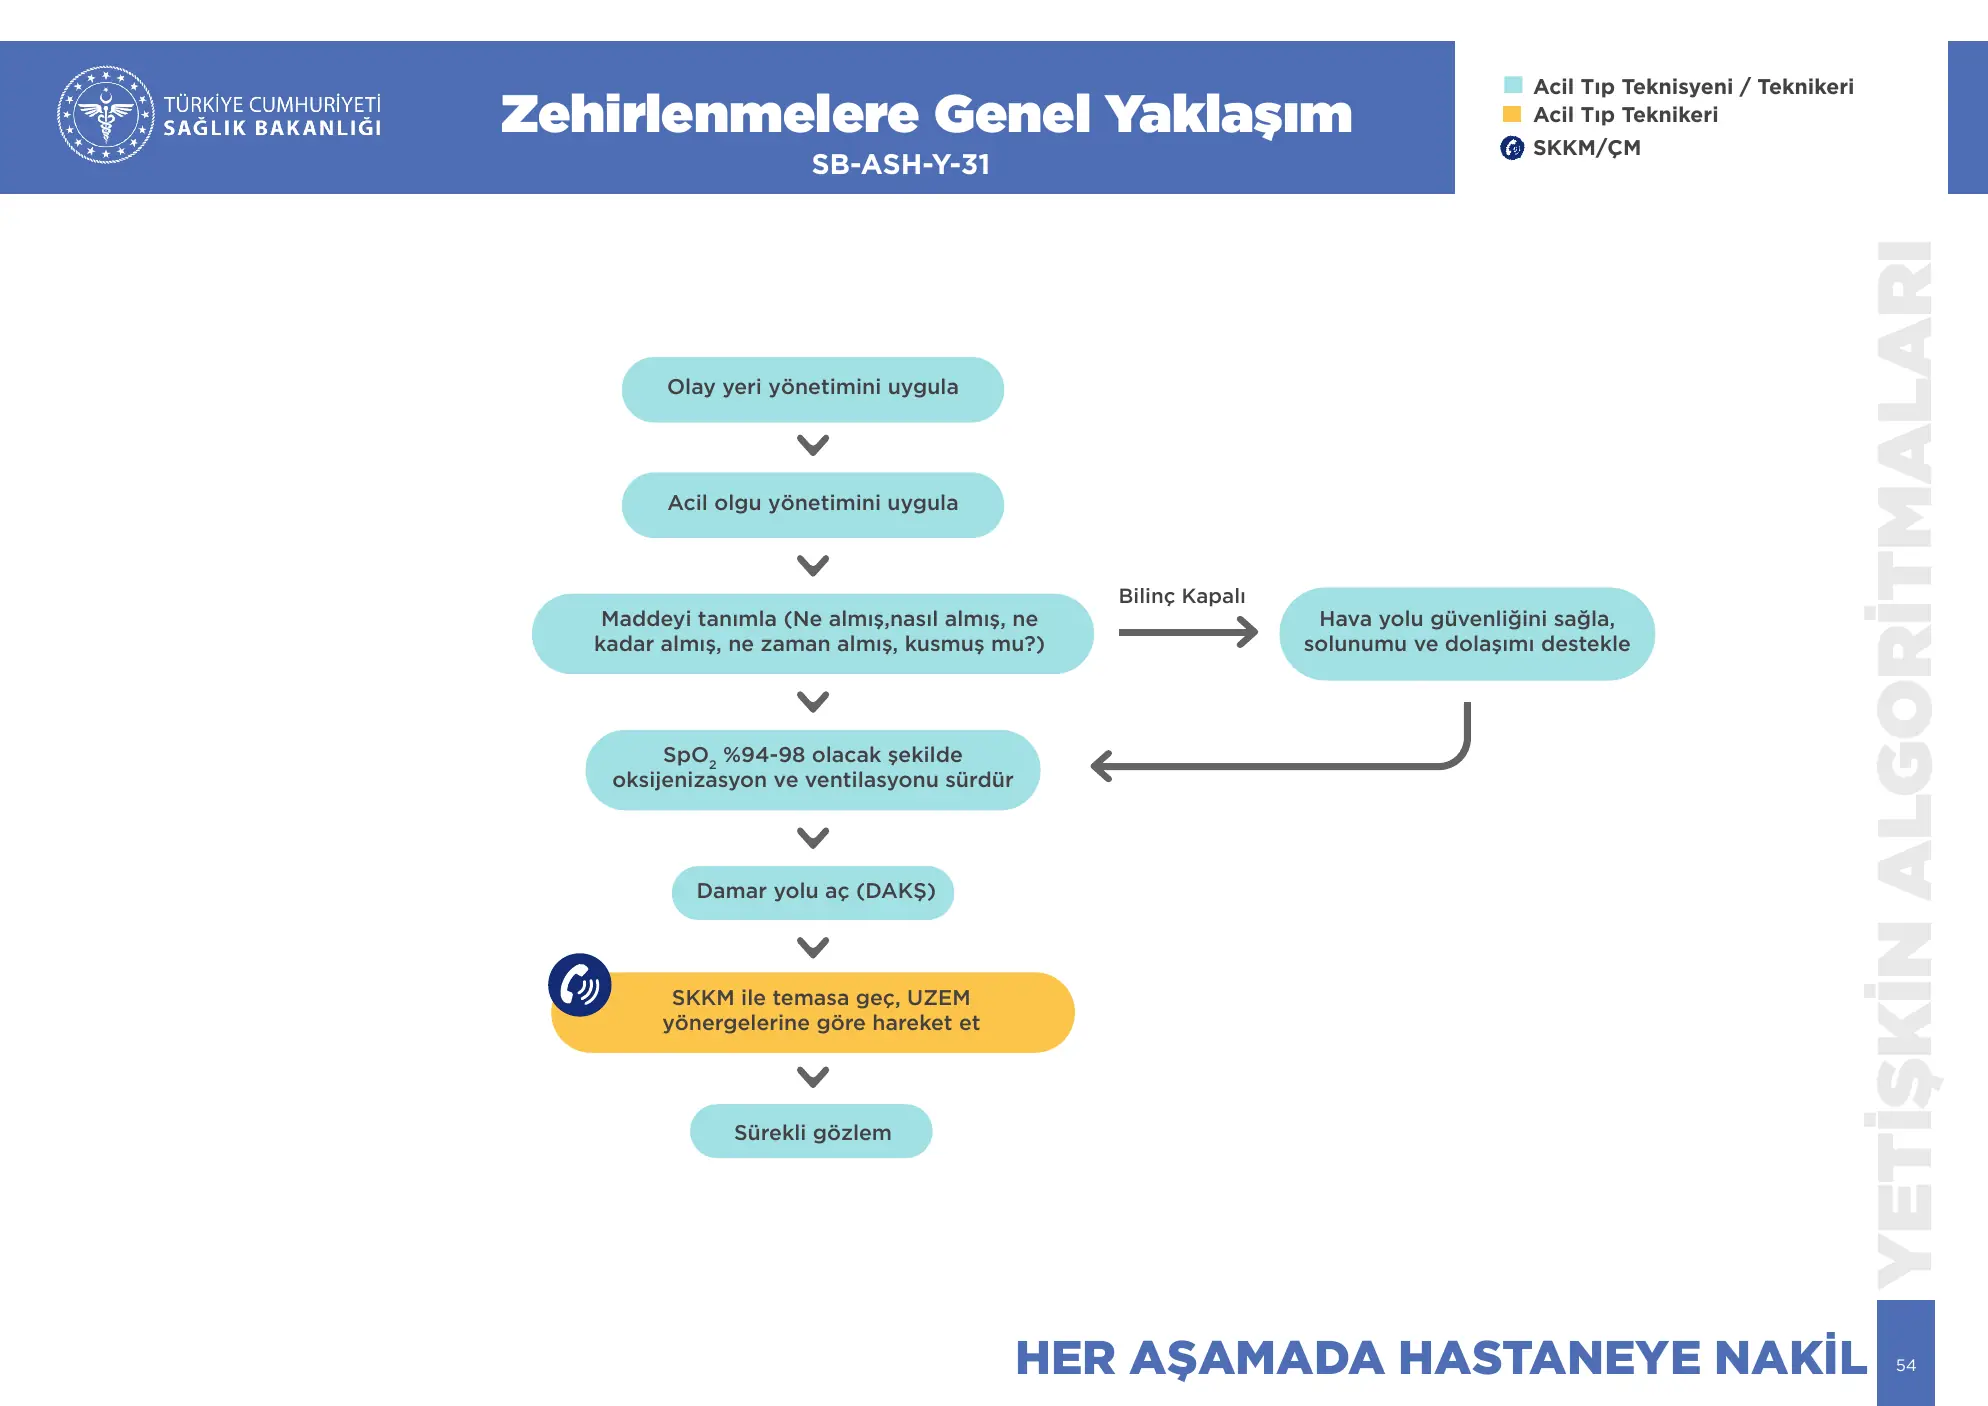 TÜRKİYE CUMHURİYETİ
SAĞLIK BAKANLIĞI
Zehirlenmelere Genel Yaklaşım
SB-ASH-Y-31
Acil Tıp Teknisyeni / Teknikeri
Acil Tıp Teknikeri
SKKM/ÇM
Olay yeri yönetimini uygula
Acil olgu yönetimini uygula
Maddeyi tanımla (Ne almış,nasıl almış, ne
kadar almış, ne zaman almış, kusmuş mu?)
Bilinç Kapalı
Hava yolu güvenliğini sağla,
solunumu ve dolaşımı destekle
SpO₂ %94-98 olacak şekilde
oksijenizasyon ve ventilasyonu sürdür
Damar yolu aç (DAKŞ)
SKKM ile temasa geç, UZEM
yönergelerine göre hareket et
Sürekli gözlem
YETİŞKİN ALGORİTMALARI
HER AŞAMADA HASTANEYE NAKİL
54